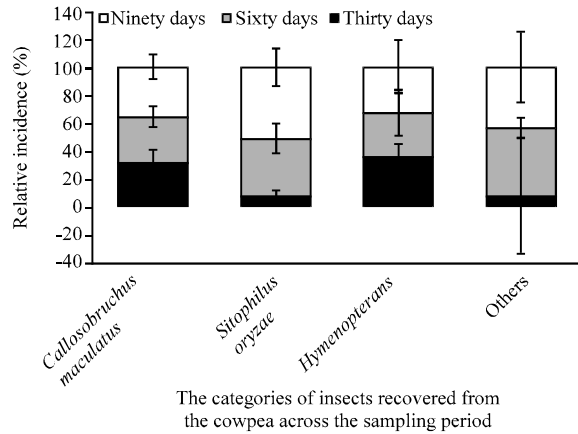 Ninety days Sixty days Thirty days
Relative incidence (%)
140
120
100
80
60
40
20
0
-20
-40
Callosobruchus
maculatus
Sitophilus
oryzae
Hymenopterans
Others
The categories of insects recovered from
the cowpea across the sampling period